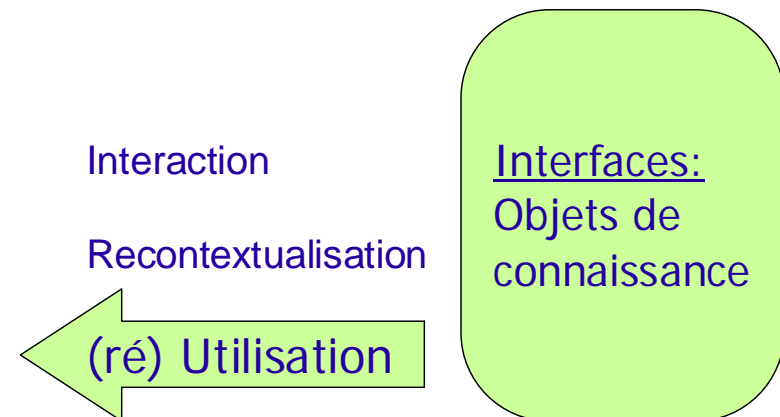 Interaction
Recontextualisation
(ré) Utilisation
Interfaces:
Objets de
connaissance